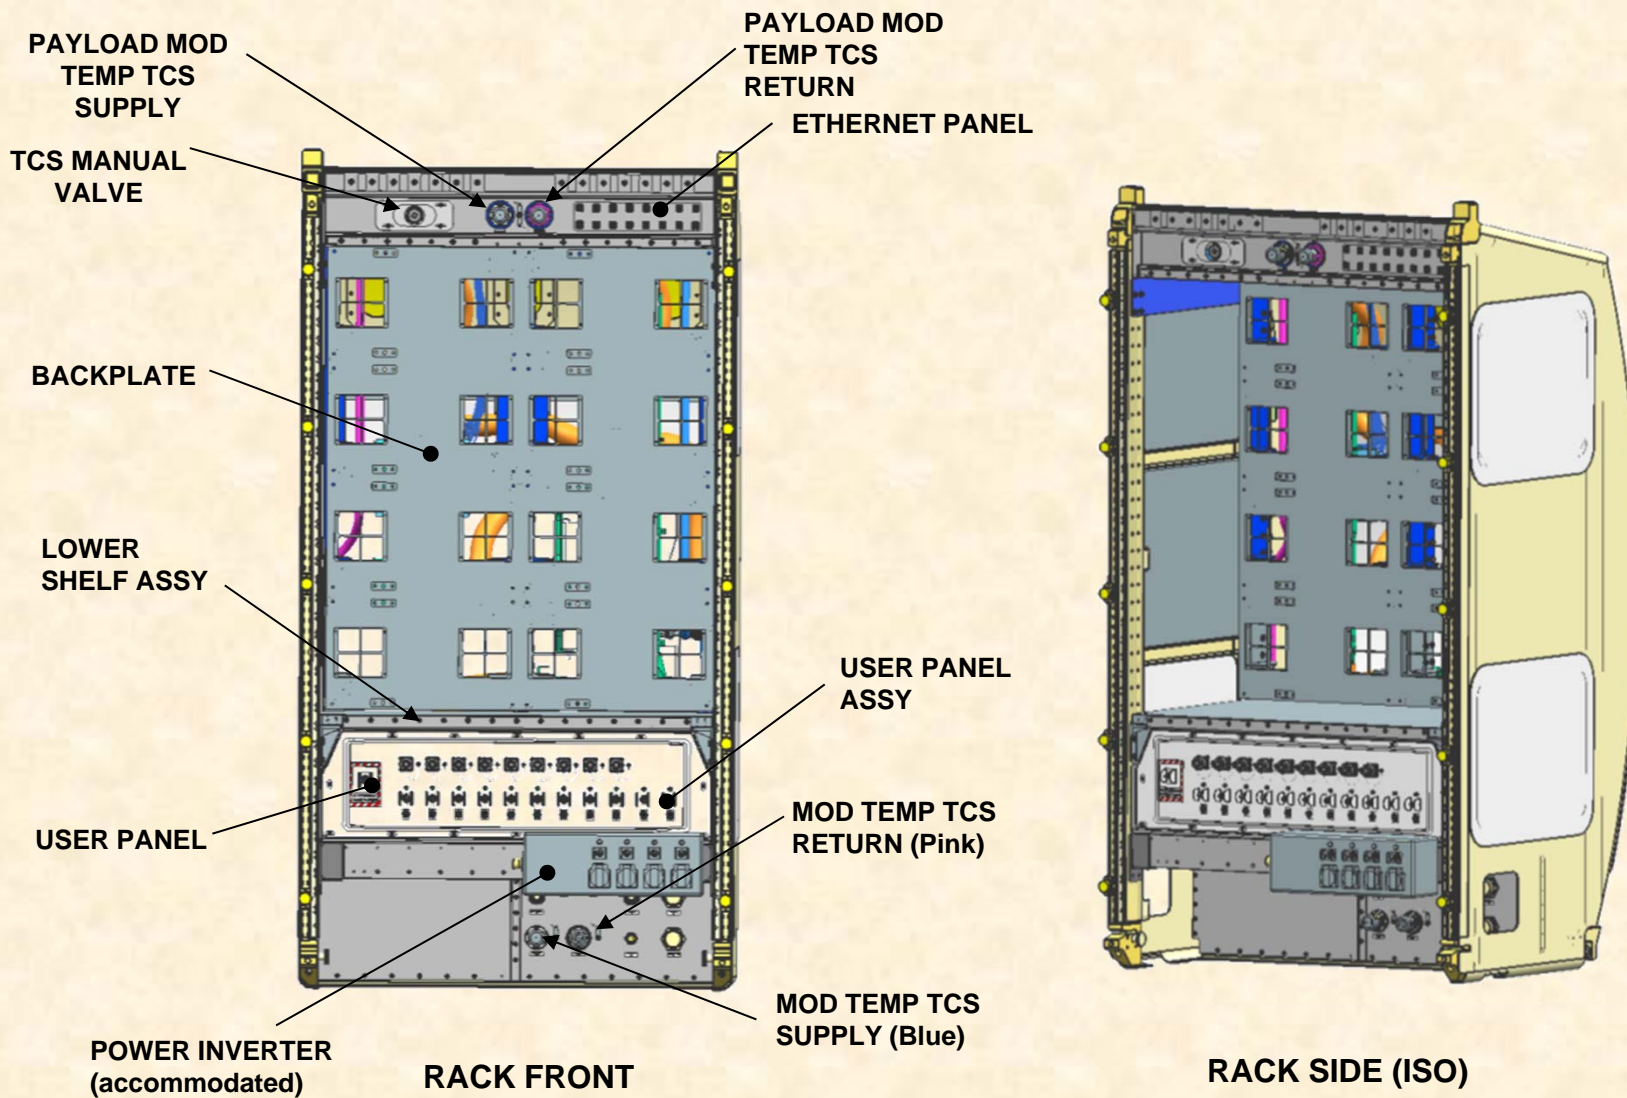 PAYLOAD MOD
TEMP TCS
SUPPLY
PAYLOAD MOD
TEMP TCS
RETURN
ETHERNET PANEL
TCS MANUAL
VALVE
BACKPLATE
LOWER
SHELF ASSY
USER PANEL
ASSY
USER PANEL
MOD TEMP TCS
RETURN (Pink)
MOD TEMP TCS
SUPPLY (Blue)
POWER INVERTER
(accommodated)
RACK FRONT
RACK SIDE (ISO)